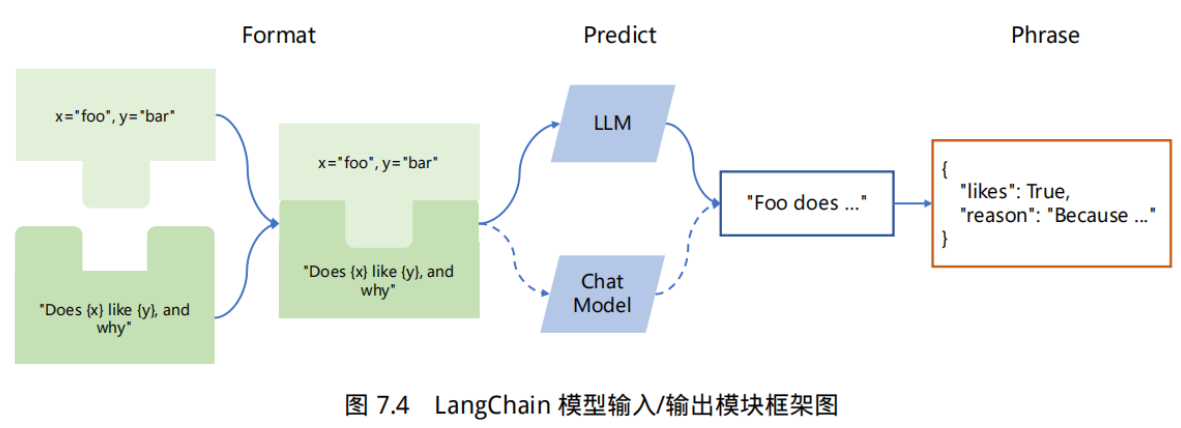 Format
Predict
Phrase
x="foo", y="bar"
"Does {x} like {y}, and
why"
x="foo", y="bar"
"Does {x} like {y}, and
why"
LLM
Chat
Model
"Foo does ..."
{
"likes": True,
"reason": "Because ..."
}
图 7.4 LangChain 模型输入/输出模块框架图